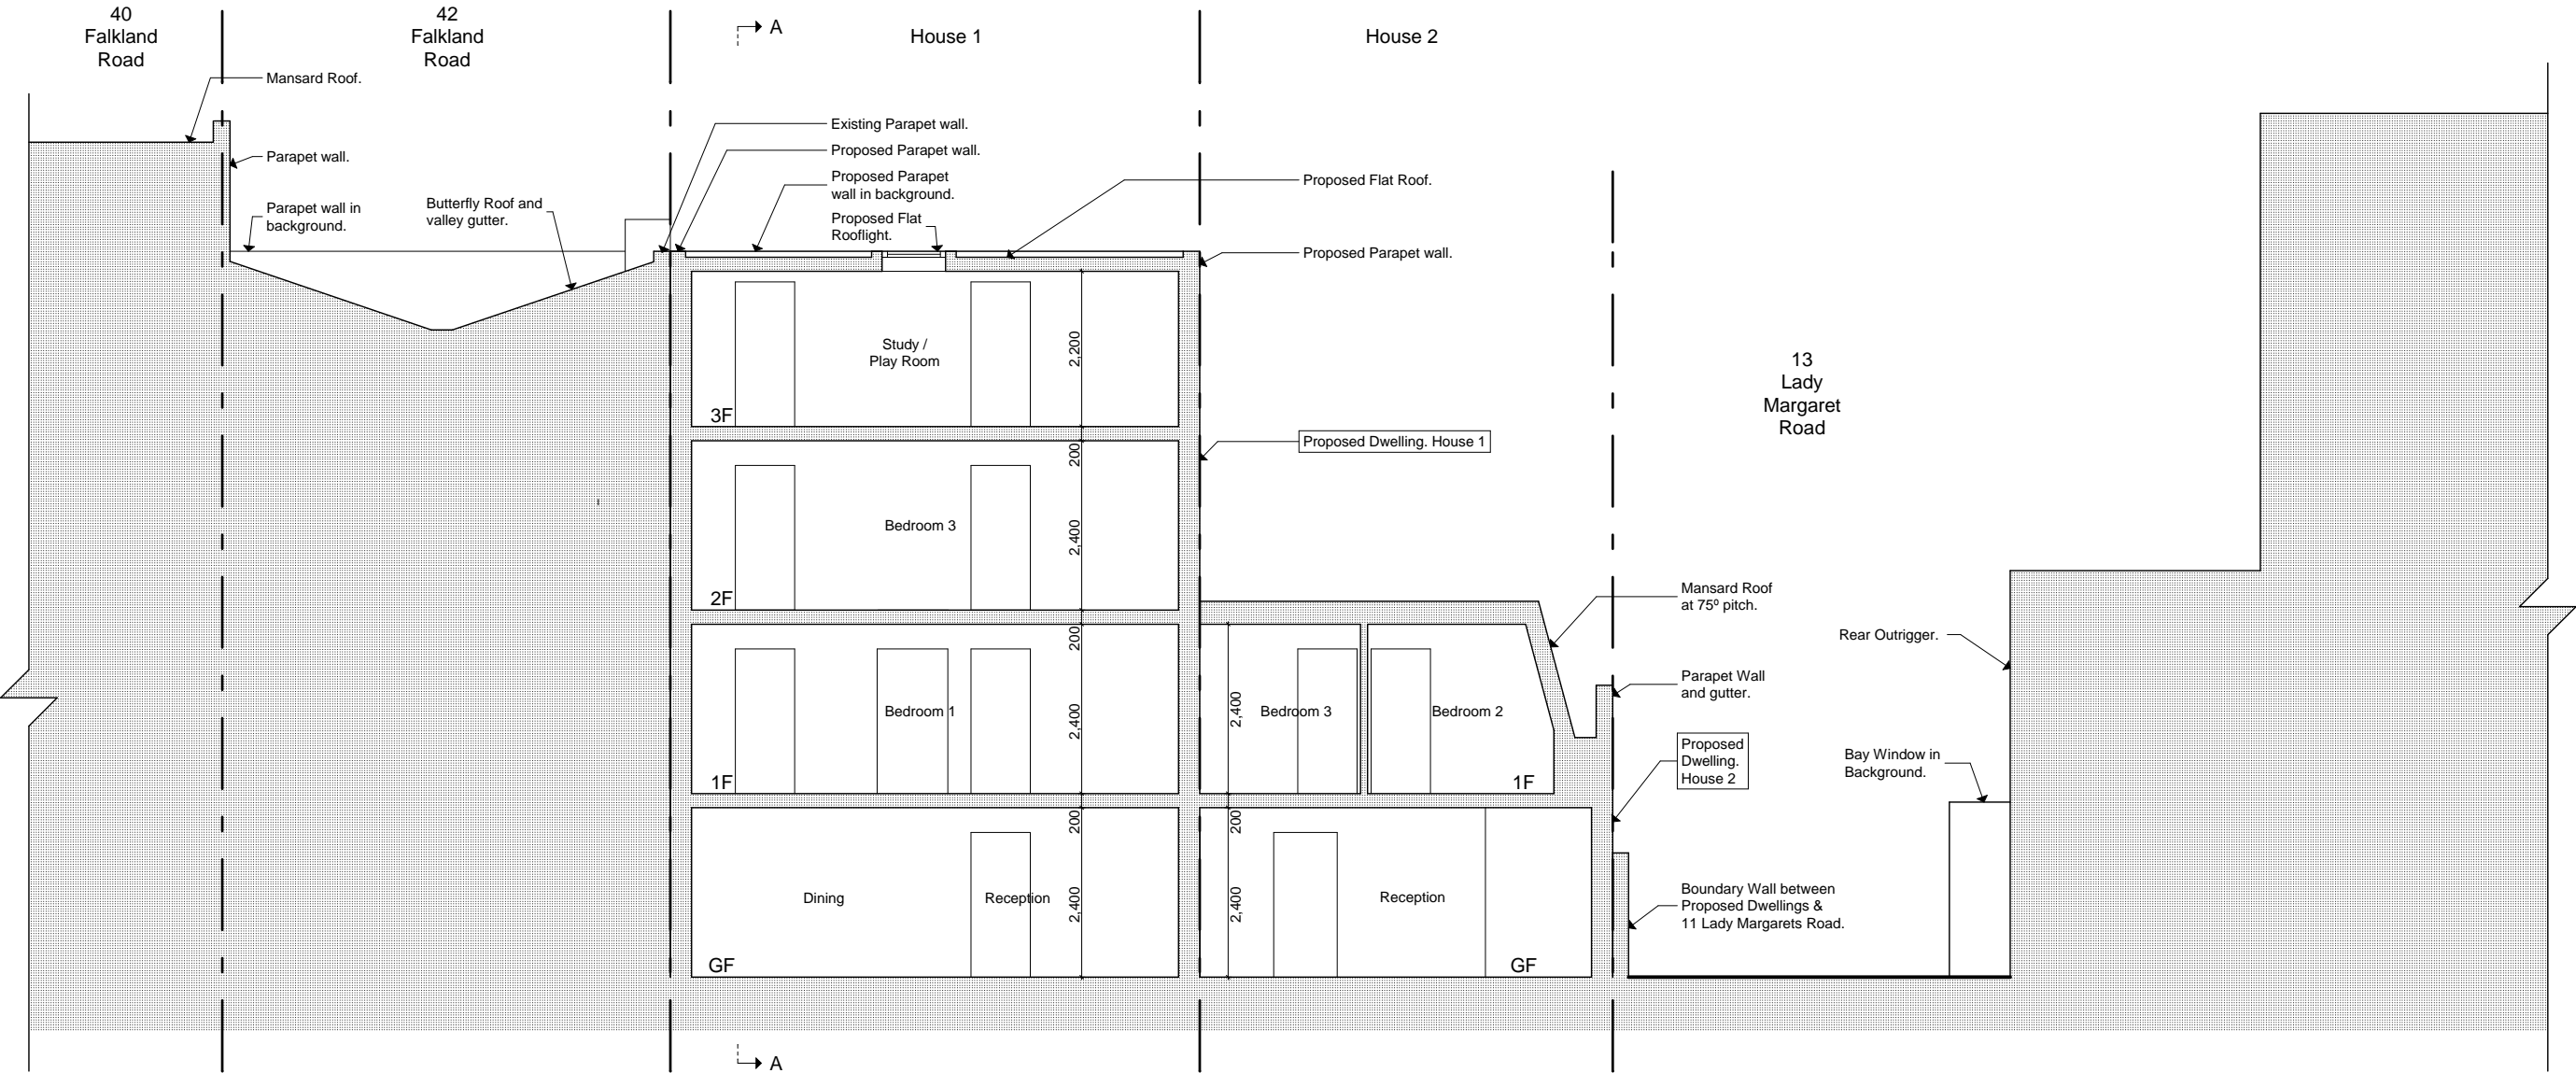 40
Falkland
Road
42
Falkland
Road
A
House 1
House 2
Mansard Roof.
Parapet wall.
Parapet wall in
background.
Butterfly Roof and
valley gutter.
Existing Parapet wall.
Proposed Parapet wall.
Proposed Parapet
wall in background.
Proposed Flat
Rooflight.
Proposed Flat Roof.
Proposed Parapet wall.
Study /
Play Room
2,200
3F
200
Proposed Dwelling. House 1
13
Lady
Margaret
Road
Bedroom 3
2,400
2F
200
Mansard Roof
at 75º pitch.
Rear Outrigger.
Parapet Wall
and gutter.
Bedroom 1
2,400
1F
2,400
Bedroom 3
Bedroom 2
1F
Proposed
Dwelling.
House 2
Bay Window in
Background.
200
200
Dining
Reception
2,400
GF
2,400
Reception
GF
Boundary Wall between
Proposed Dwellings &
11 Lady Margarets Road.
A